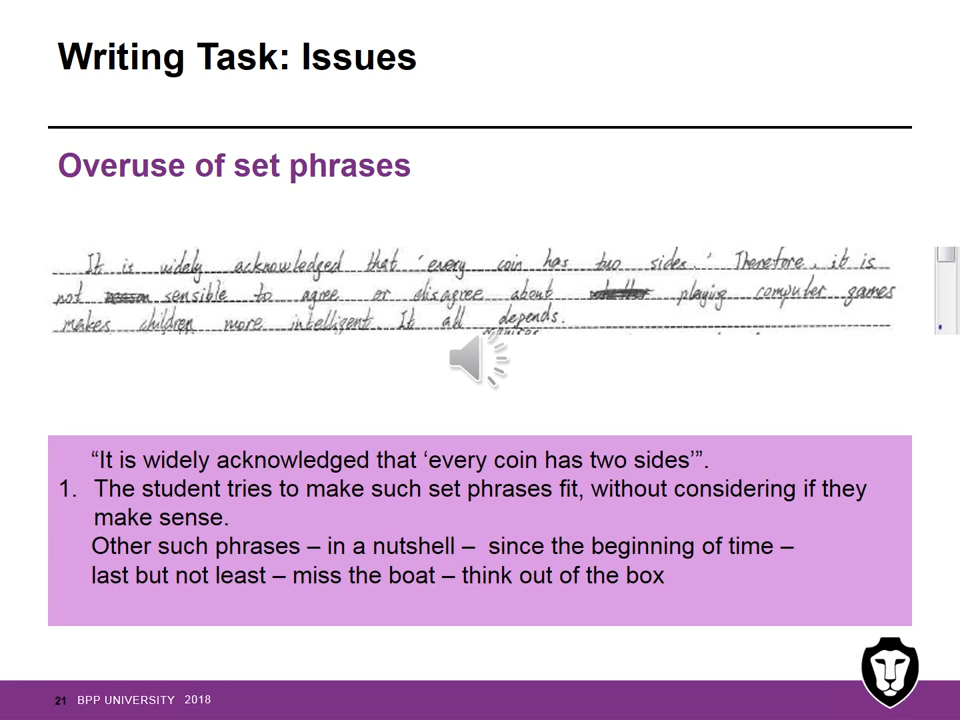 Writing Task: Issues
Overuse of set phrases
It is widely acknowledged that 'every coin has two sides.' Therefore, it is
not reason sensible to agree or disagree about whether playing computer games
makes children more intelligent It all depends.
“It is widely acknowledged that ‘every coin has two sides’”.
1. The student tries to make such set phrases fit, without considering if they
make sense.
Other such phrases – in a nutshell – since the beginning of time –
last but not least – miss the boat – think out of the box
21 BPP UNIVERSITY 2018